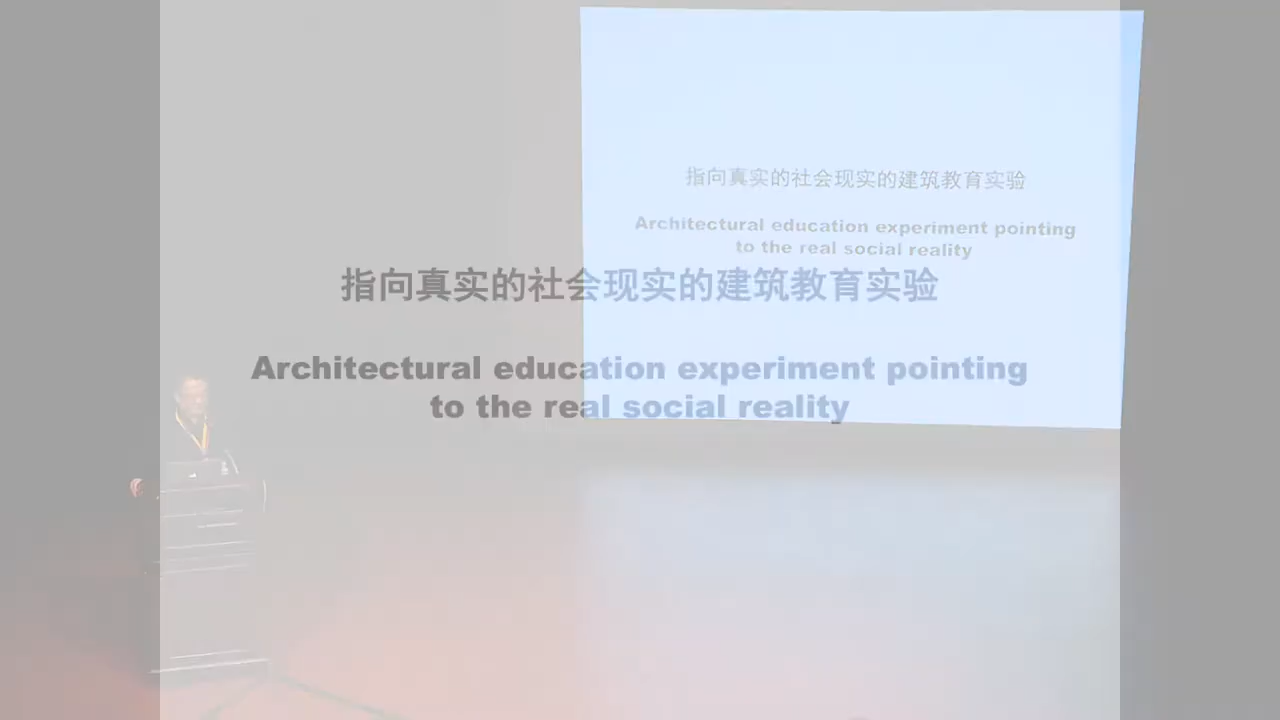 指向真实的社会现实的建筑教育实验
Architectural education experiment pointing
to the real social reality
指向真实的社会现实的建筑教育实验
Architectural education experiment pointing
to the real social reality